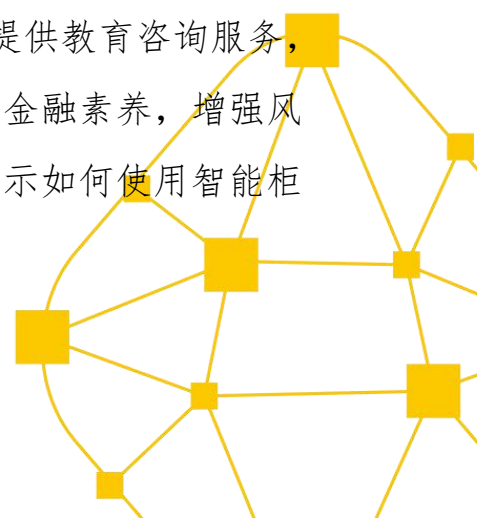 提供教育咨询服务，
金融素养，增强风
示如何使用智能柜